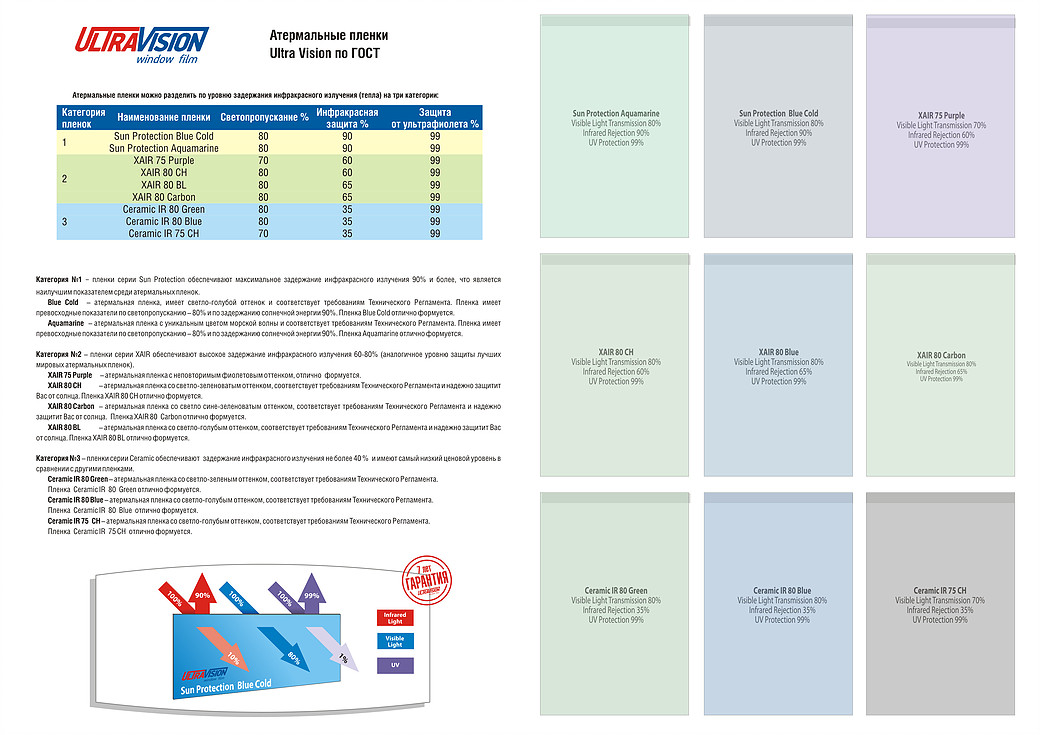 ULTRAVISION
window film
Атермальные пленки
Ultra Vision по ГОСТ
Атермальные пленки можно разделить по уровню задержания инфракрасного излучения (тепла) на три категории:
Категория пленок Наименование пленки Светопропускание % Инфракрасная защита % Защита от ультрафиолета %
1
Sun Protection Blue Cold 80 90 99
Sun Protection Aquamarine 80 90 99
2
XAIR 75 Purple 70 60 99
XAIR 80 CH 80 60 99
XAIR 80 BL 80 65 99
XAIR 80 Carbon 80 65 99
3
Ceramic IR 80 Green 80 35 99
Ceramic IR 80 Blue 80 35 99
Ceramic IR 75 CH 70 35 99
Категория №1 – пленки серии Sun Protection обеспечивают максимальное задержание инфракрасного излучения 90% и более, что является
наилучшим показателем среди атермальных пленок.
Blue Cold – атермальная пленка, имеет светло-голубой оттенок и соответствует требованиям Технического Регламента. Пленка имеет
превосходные показатели по светопропусканию – 80% и по задержанию солнечной энергии 90%. Пленка Blue Cold отлично формуется.
Aquamarine – атермальная пленка с уникальным цветом морской волны и соответствует требованиям Технического Регламента. Пленка имеет
превосходные показатели по светопропусканию – 80% и по задержанию солнечной энергии 90%. Пленка Aquamarine отлично формуется.
Категория №2 – пленки серии XAIR обеспечивают высокое задержание инфракрасного излучения 60-80% (аналогичное уровню защиты лучших
мировых атермальных пленок).
XAIR 75 Purple – атермальная пленка с неповторимым фиолетовым оттенком, отлично формуется.
XAIR 80 CH – атермальная пленка со светло-зеленоватым оттенком, соответствует требованиям Технического Регламента и надежно защитит
Вас от солнца. Пленка XAIR 80 CH отлично формуется.
XAIR 80 Carbon – атермальная пленка со светло сине-зеленоватым оттенком, соответствует требованиям Технического Регламента и надежно
защитит Вас от солнца. Пленка XAIR 80 Carbon отлично формуется.
XAIR 80 BL – атермальная пленка со светло-голубым оттенком, соответствует требованиям Технического Регламента и надежно защитит Вас
от солнца. Пленка XAIR 80 BL отлично формуется.
Категория №3 – пленки серии Ceramic обеспечивают задержание инфракрасного излучения не более 40 % и имеют самый низкий ценовой уровень в
сравнении с другими пленками.
Ceramic IR 80 Green – атермальная пленка со светло-зеленым оттенком, соответствует требованиям Технического Регламента.
Пленка Ceramic IR 80 Green отлично формуется.
Ceramic IR 80 Blue – атермальная пленка со светло-голубым оттенком, соответствует требованиям Технического Регламента.
Пленка Ceramic IR 80 Blue отлично формуется.
Ceramic IR 75 CH – атермальная пленка со светло-голубым оттенком, соответствует требованиям Технического Регламента.
Пленка Ceramic IR 75 CH отлично формуется.
7 лет
ГАРАНТИЯ
ULTRAVISION
100% 90% 100% 100% 99%
10% 80% 1%
Infrared
Light
Visible
Light
UV
ULTRAVISION
Sun Protection Blue Cold
Sun Protection Aquamarine
Visible Light Transmission 80%
Infrared Rejection 90%
UV Protection 99%
Sun Protection Blue Cold
Visible Light Transmission 80%
Infrared Rejection 90%
UV Protection 99%
XAIR 75 Purple
Visible Light Transmission 70%
Infrared Rejection 60%
UV Protection 99%
XAIR 80 CH
Visible Light Transmission 80%
Infrared Rejection 60%
UV Protection 99%
XAIR 80 Blue
Visible Light Transmission 80%
Infrared Rejection 65%
UV Protection 99%
XAIR 80 Carbon
Visible Light Transmission 80%
Infrared Rejection 65%
UV Protection 99%
Ceramic IR 80 Green
Visible Light Transmission 80%
Infrared Rejection 35%
UV Protection 99%
Ceramic IR 80 Blue
Visible Light Transmission 80%
Infrared Rejection 35%
UV Protection 99%
Ceramic IR 75 CH
Visible Light Transmission 70%
Infrared Rejection 35%
UV Protection 99%